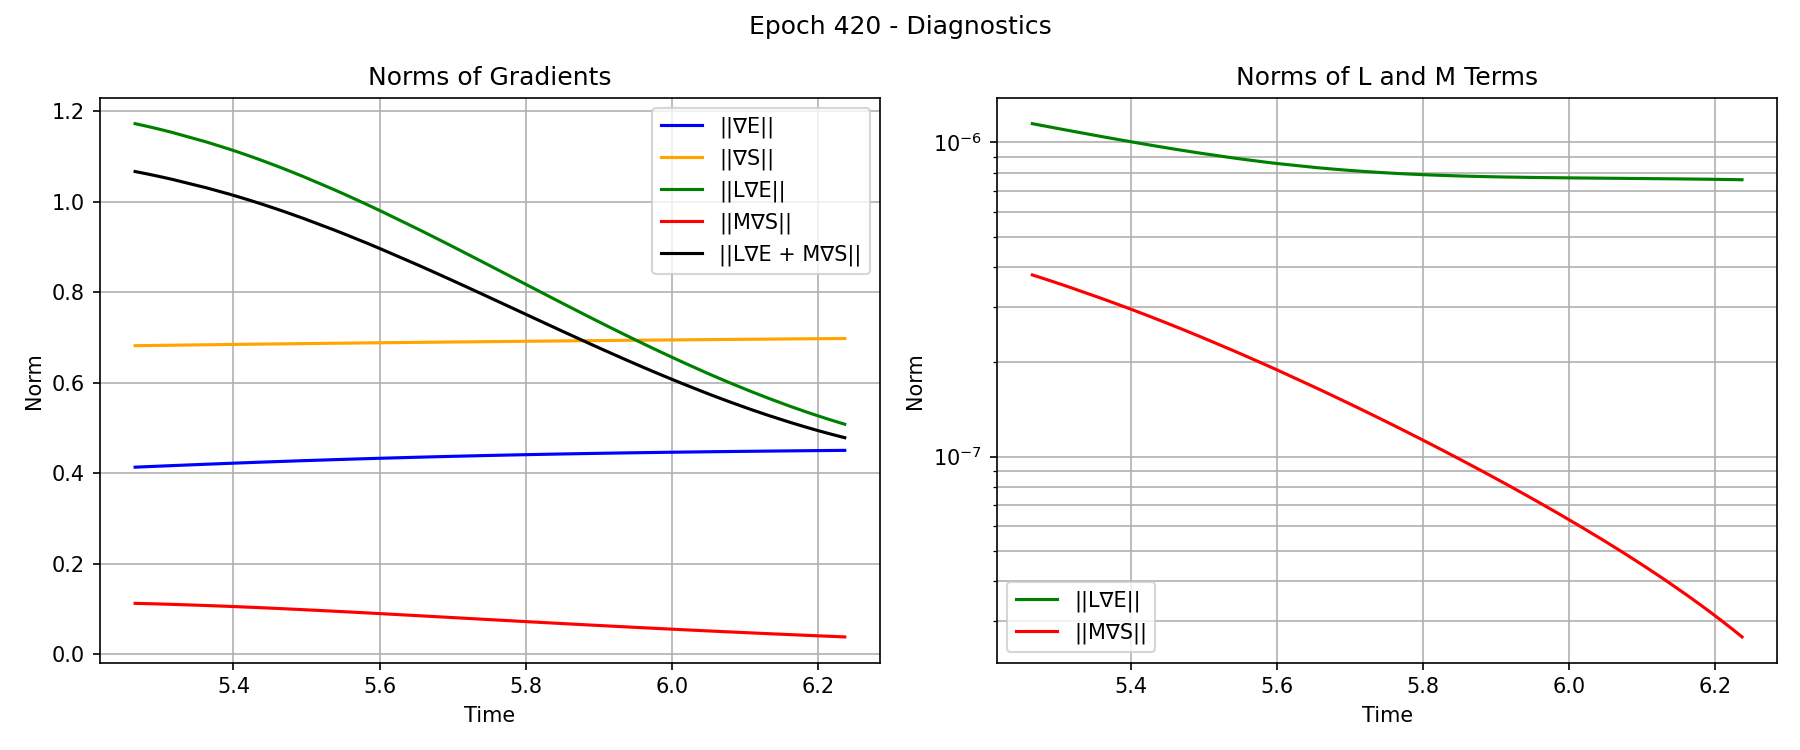 Epoch 420 - Diagnostics
Norms of Gradients
1.2
1.0
0.8
0.6
0.4
0.2
0.0
Norm
5.4 5.6 5.8 6.0 6.2
Time
||∇E||
||∇S||
||L∇E||
||M∇S||
||L∇E + M∇S||
Norms of L and M Terms
10⁻⁶
10⁻⁷
Norm
5.4 5.6 5.8 6.0 6.2
Time
||L∇E||
||M∇S||